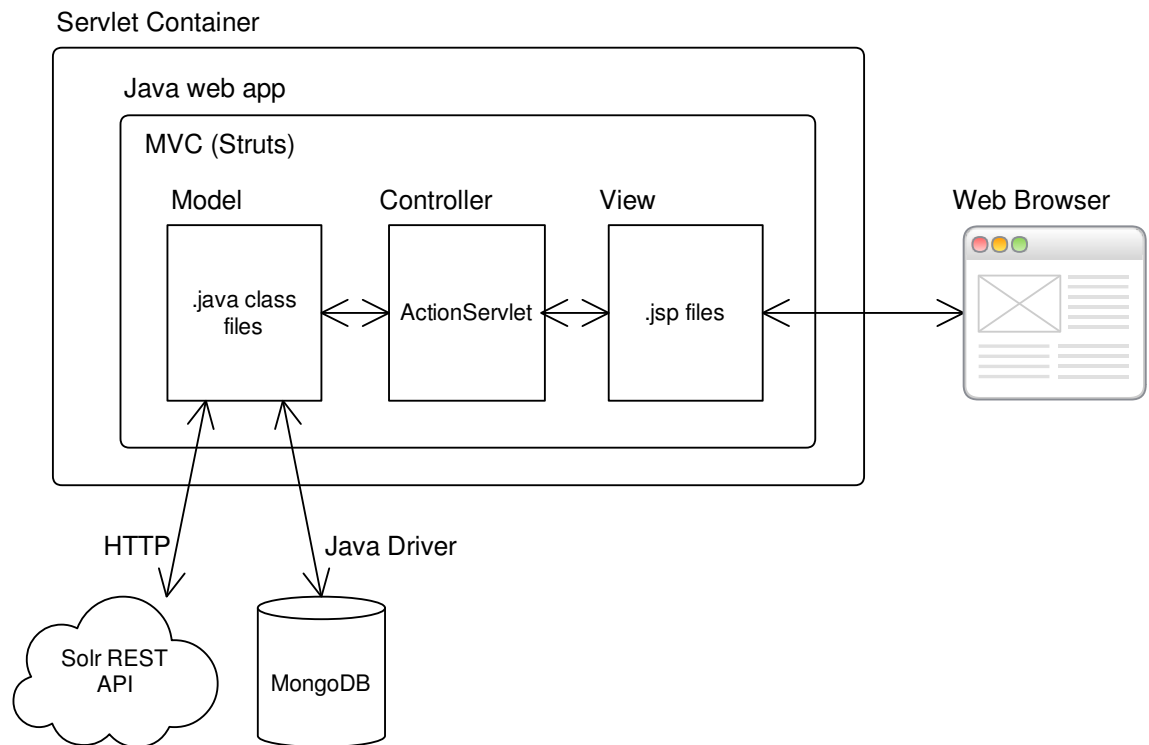 Servlet Container
Java web app
MVC (Struts)
Model
Controller
View
Web Browser
.java class
files
ActionServlet
.jsp files
HTTP
Java Driver
Solr REST
API
MongoDB